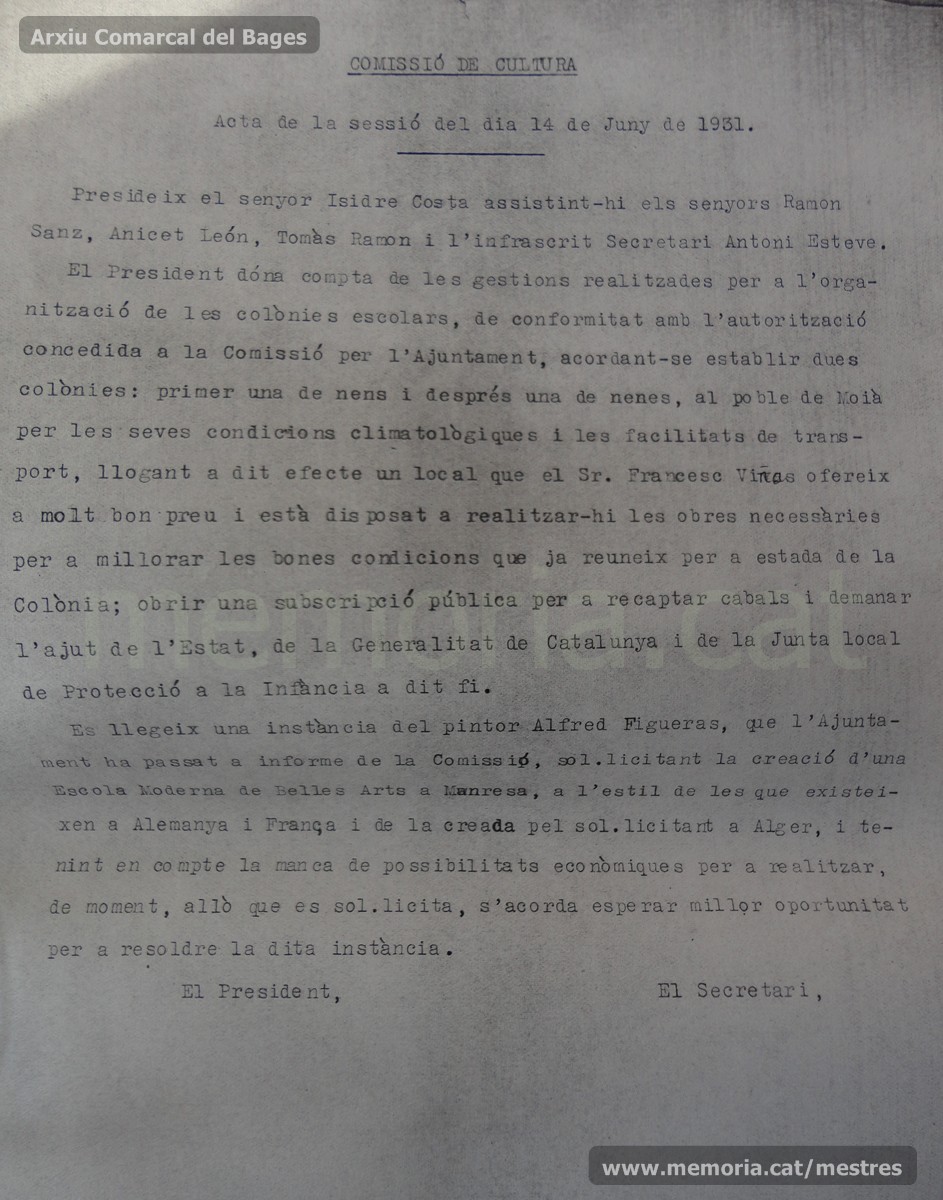 Arxiu Comarcal del Bages
COMISSIÓ DE CULTURA
Acta de la sessió del dia 14 de Juny de 1931.
Presideix el senyor Isidre Costa assistint-hi els senyors Ramon
Sanz, Anicet León, Tomàs Ramon i l'infrascrit Secretari Antoni Esteve.
El President dóna compta de les gestions realitzades per a l'orga-
nització de les colònies escolars, de conformitat amb l'autorització
concedida a la Comissió per l'Ajuntament, acordant-se establir dues
colònies: primer una de nens i després una de nenes, al poble de Moià
per les seves condicions climatològiques i les facilitats de trans-
port, llogant a dit efecte un local que el Sr. Francesc Viñas ofereix
a molt bon preu i està disposat a realitzar-hi les obres necessàries
per a millorar les bones condicions que ja reuneix per a estada de la
Colònia; obrir una subscripció pública per a recaptar cabals i demanar
l'ajut de l'Estat, de la Generalitat de Catalunya i de la Junta local
de Protecció a la Infància a dit fi.
Es llegeix una instància del pintor Alfred Figueras, que l'Ajunta-
ment ha passat a informe de la Comissió, sol.licitant la creació d'una
Escola Moderna de Belles Arts a Manresa, a l'estil de les que existei-
xen a Alemanya i França i de la creada pel sol.licitant a Alger, i te-
nint en compte la manca de possibilitats econòmiques per a realitzar,
de moment, allò que es sol.licita, s'acorda esperar millor oportunitat
per a resoldre la dita instància.
El President, El Secretari,
memoria.cat
www.memoria.cat/mestres